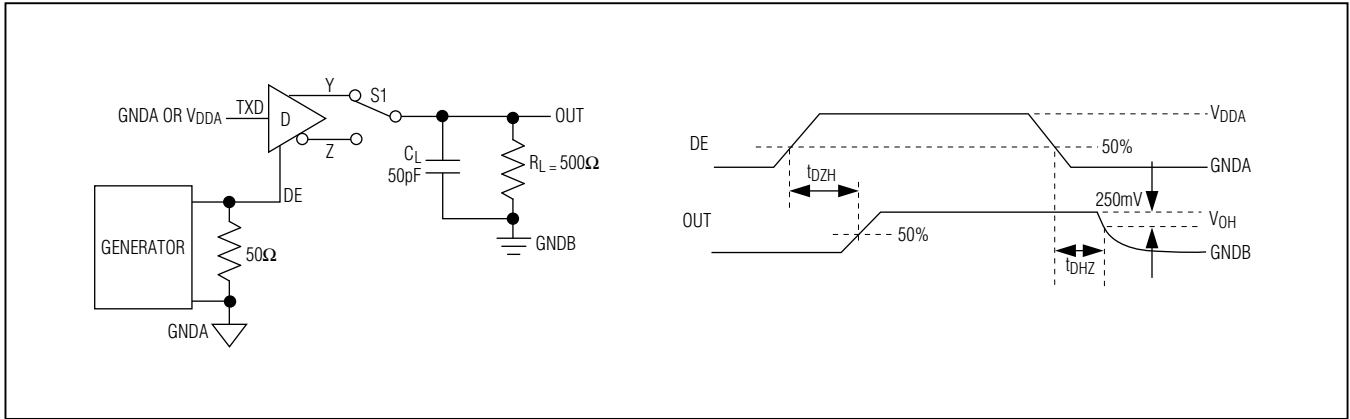 GNDA OR VDDA
TXD
D
Y
S1
OUT
Z
CL
50pF
RL = 500Ω
DE
GENERATOR
50Ω
GNDB
GNDA
DE
VDDA
50%
GNDA
tDZH
250mV
OUT
VOH
50%
GNDB
tDHZ